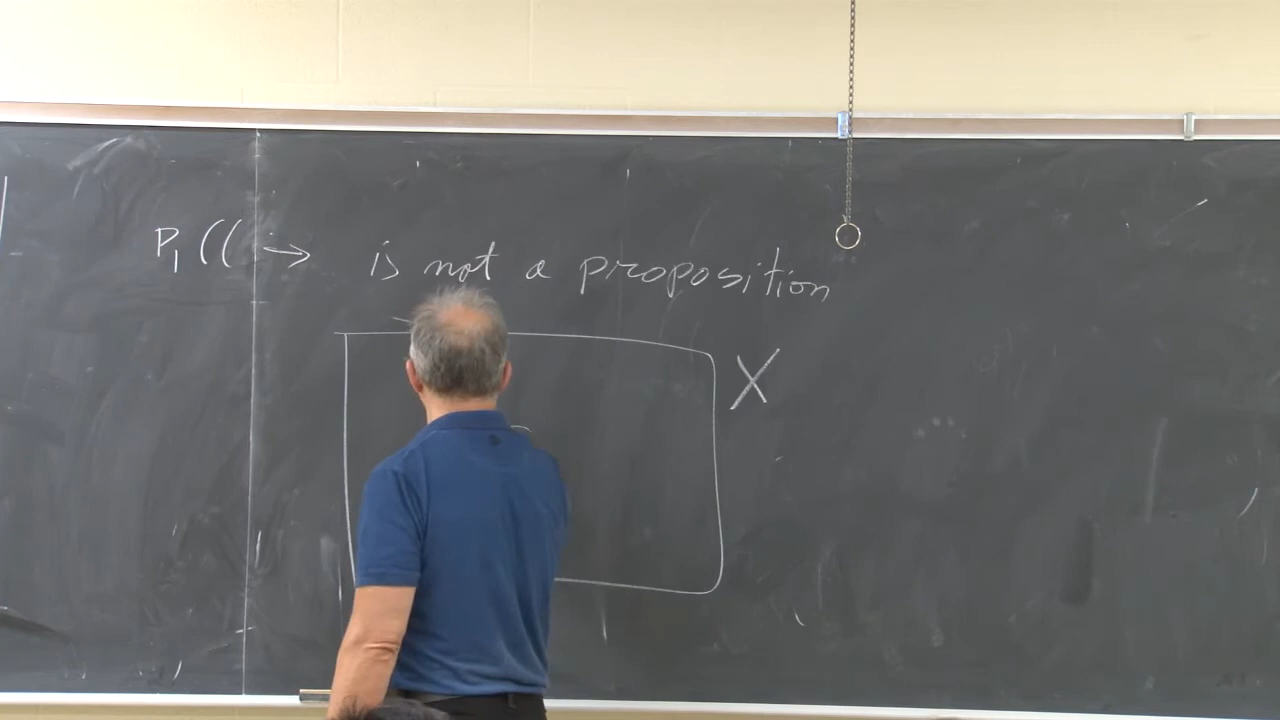 P₁ (( → is not a proposition
X